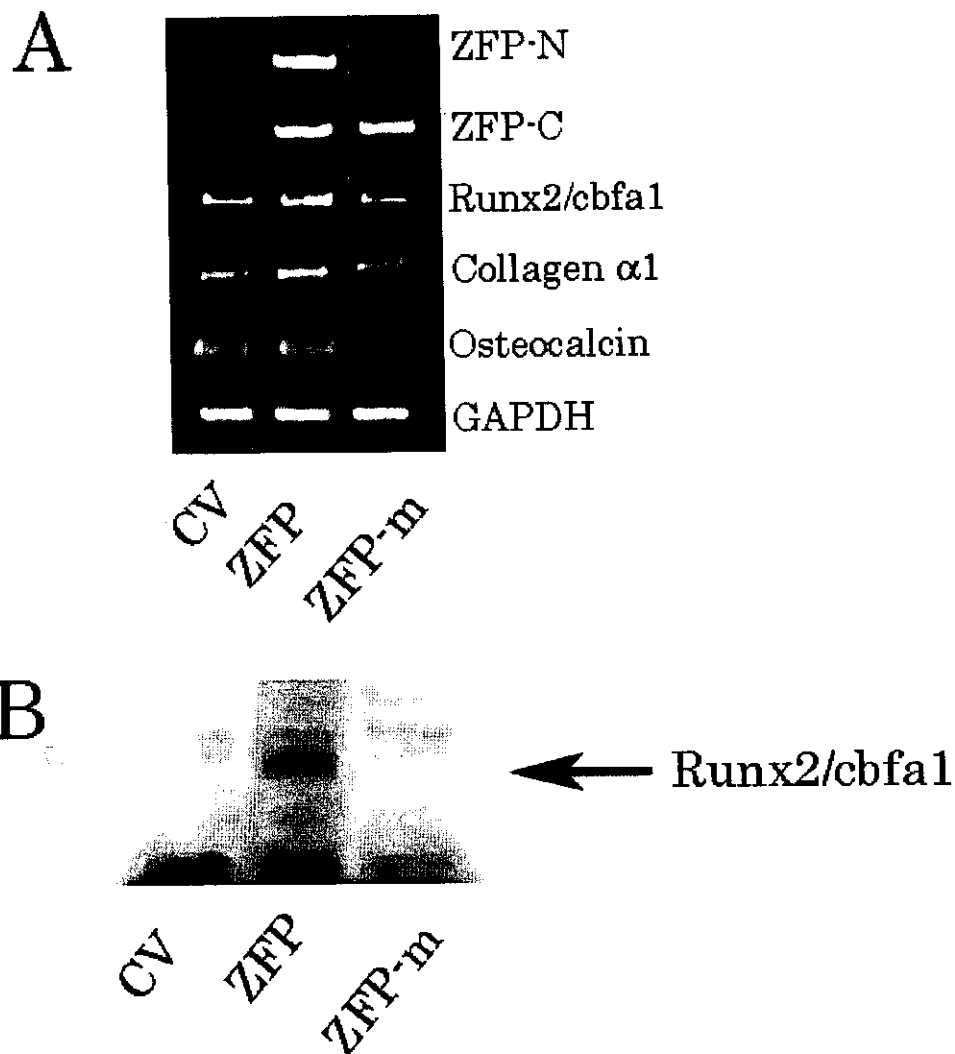 A
ZFP-N
ZFP-C
Runx2/cbfa1
Collagen α1
Osteocalcin
GAPDH
CV
ZFP
ZFP-m
B
Runx2/cbfa1
CV
ZFP
ZFP-m